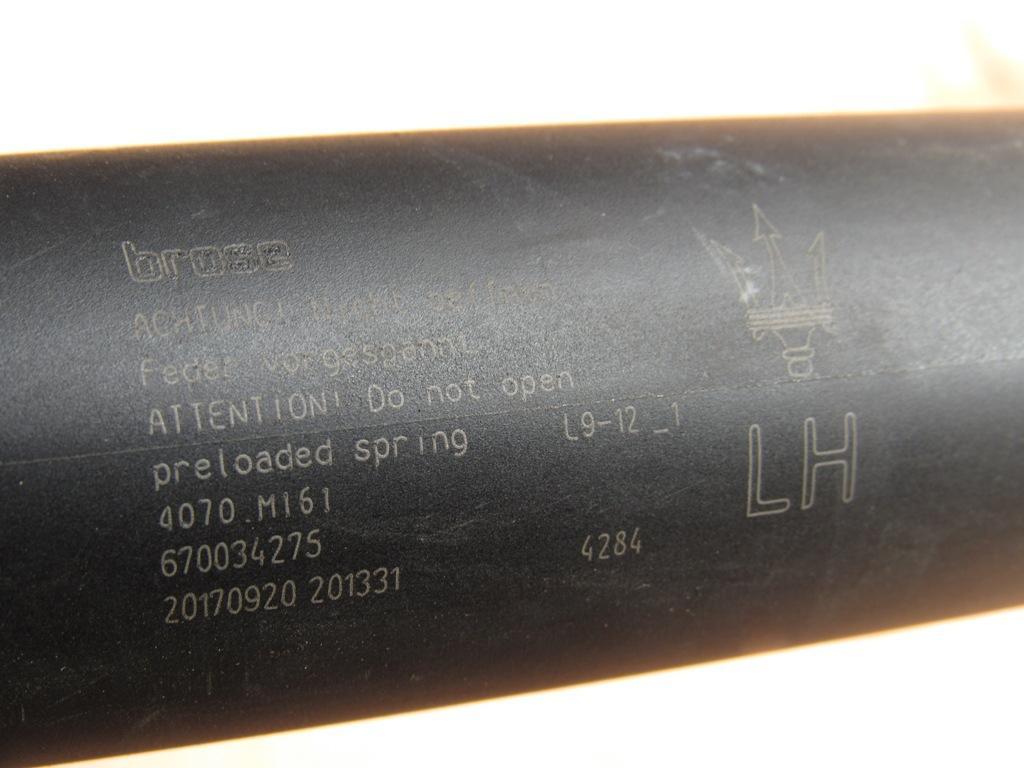 brose
ACHTUNG! Nicht oeffnen
Feder vorgespannt
ATTENTION! Do not open
preloaded spring
L9-12_1
4070.M161
670034275
4284
20170920 201331
LH